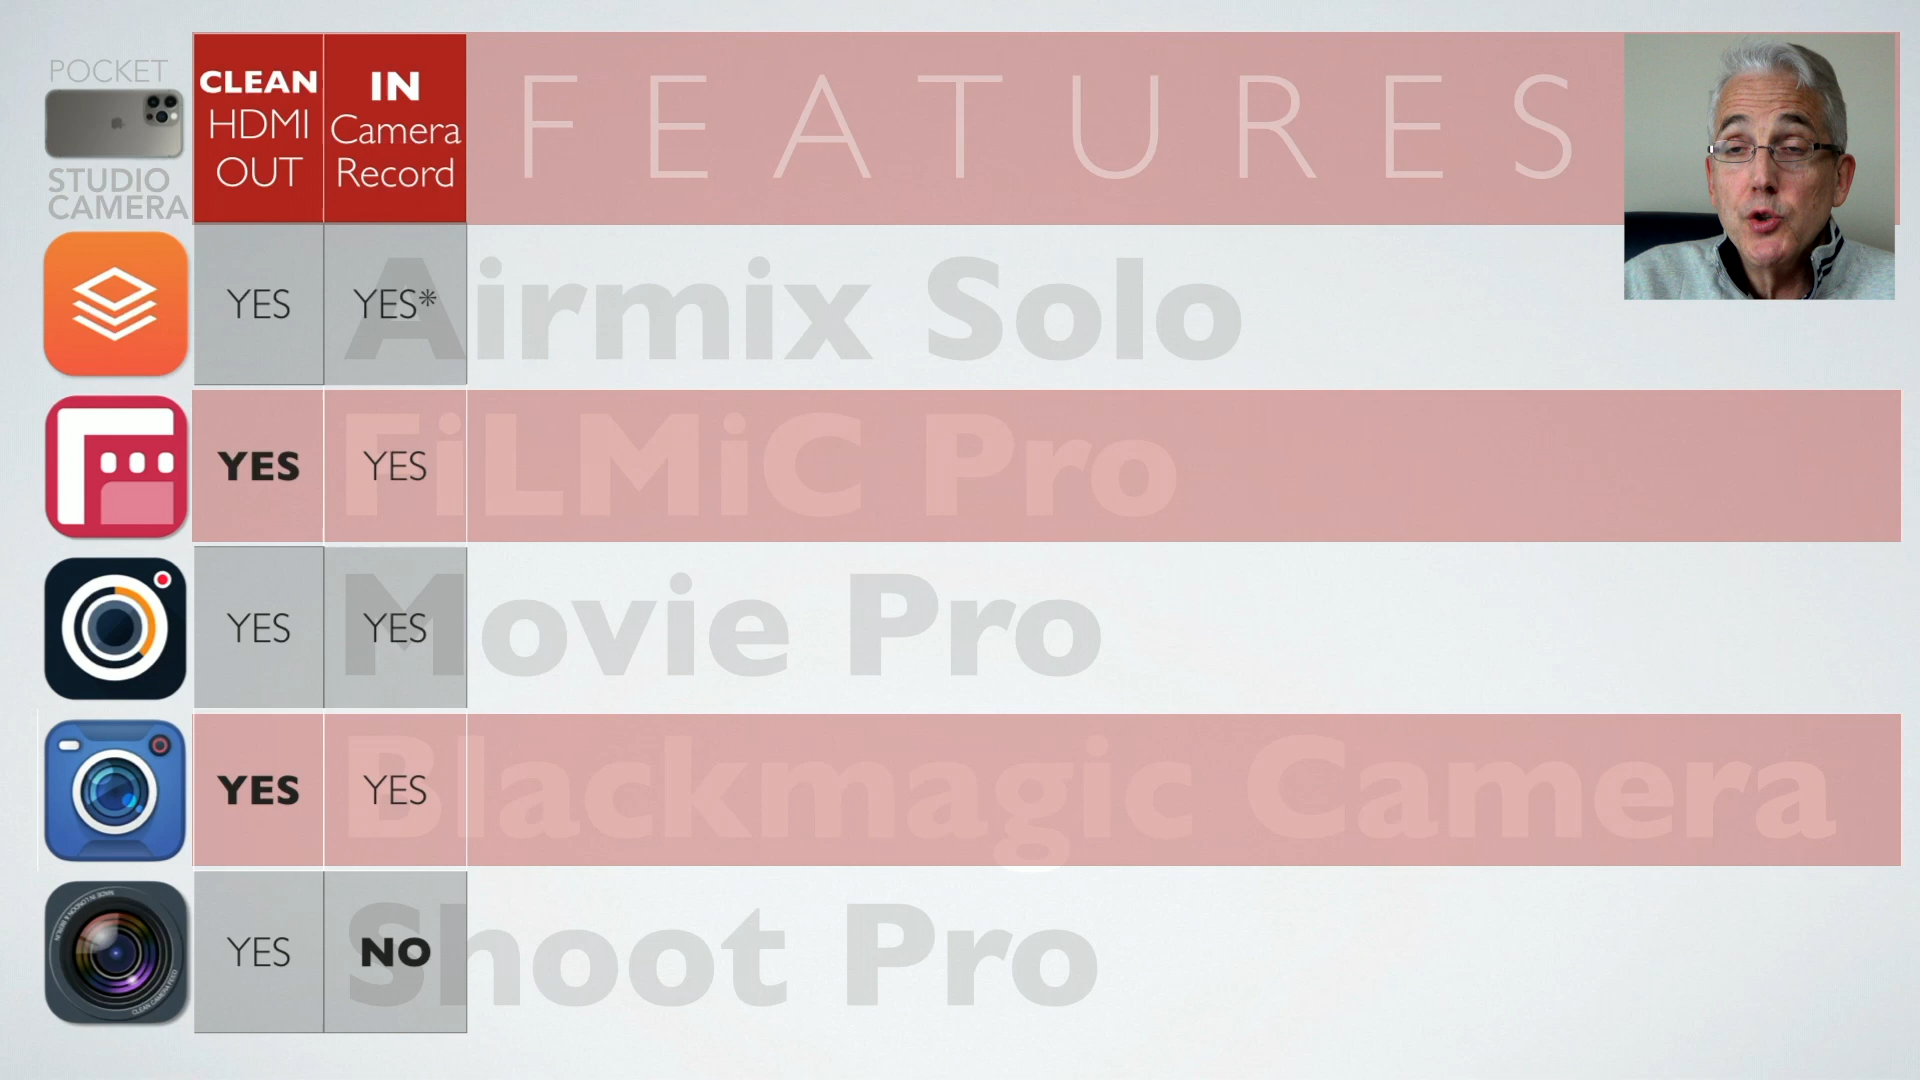 POCKET
STUDIO
CAMERA
CLEAN
HDMI
OUT
IN
Camera
Record
FEATURES
YES
YES*
Airmix Solo
YES
YES
FiLMiC Pro
YES
YES
Movie Pro
YES
YES
Blackmagic Camera
YES
NO
Shoot Pro